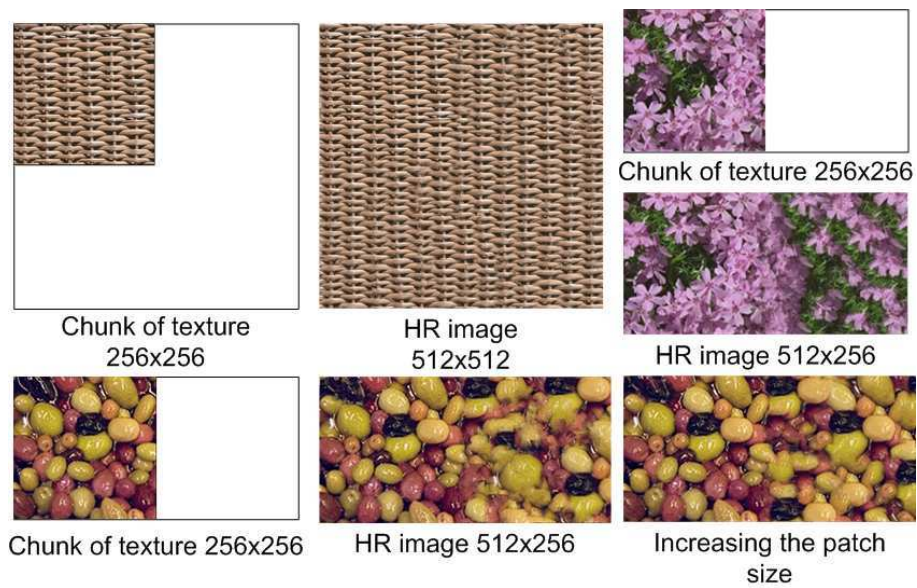 Chunk of texture 256x256
Chunk of texture
256x256
HR image
512x512
HR image 512x256
Chunk of texture 256x256
HR image 512x256
Increasing the patch
size